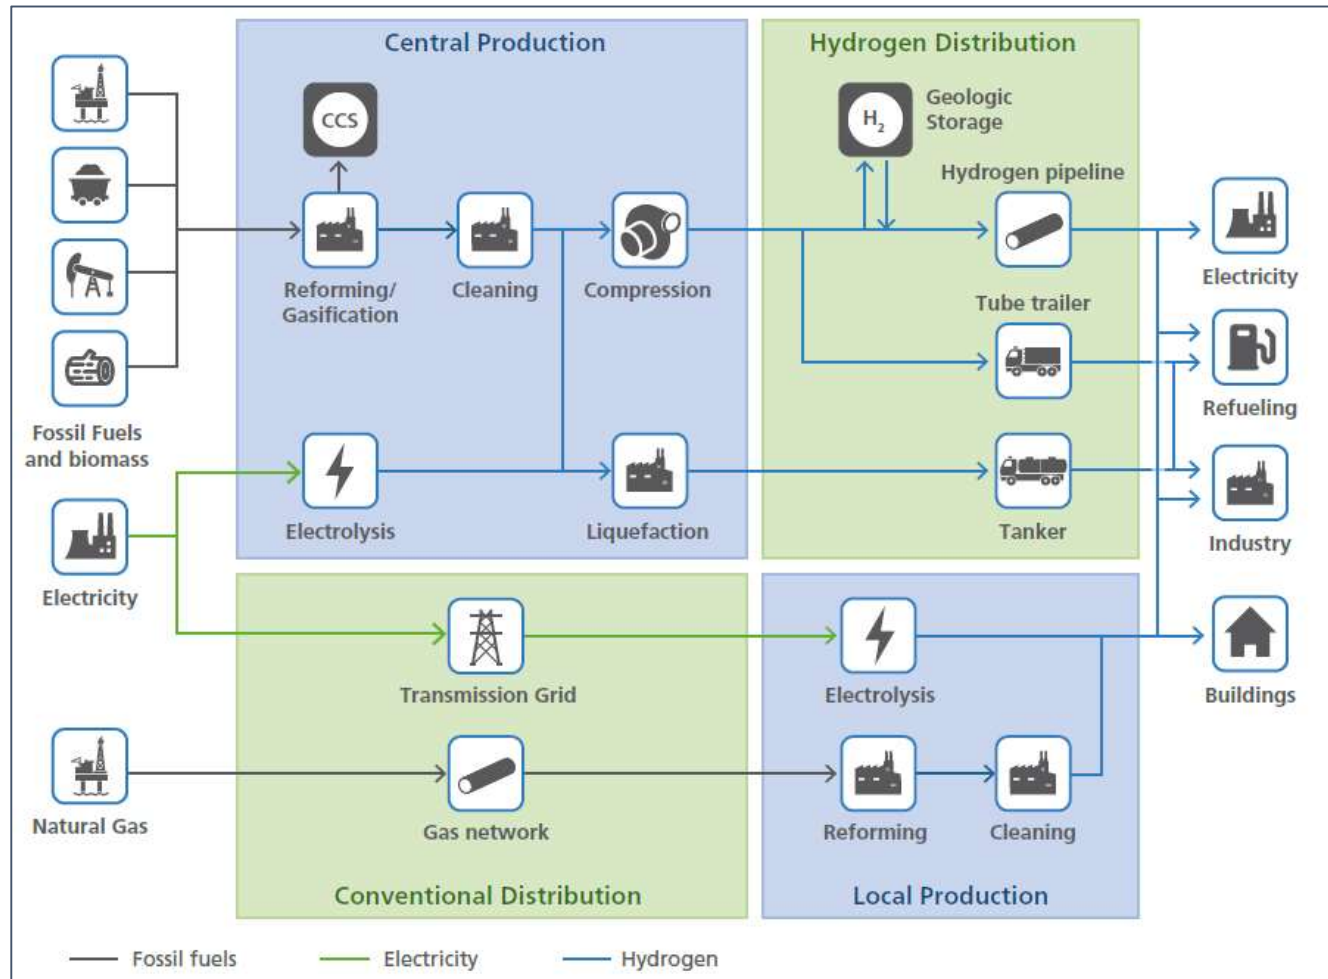 Central Production
Hydrogen Distribution
CCS
H₂
Geologic
Storage
Hydrogen pipeline
Reforming/
Gasification
Cleaning
Compression
Electricity
Tube trailer
Fossil Fuels
and biomass
Refueling
Electrolysis
Liquefaction
Tanker
Industry
Electricity
Transmission Grid
Electrolysis
Buildings
Natural Gas
Gas network
Reforming
Cleaning
Conventional Distribution
Local Production
Fossil fuels
Electricity
Hydrogen